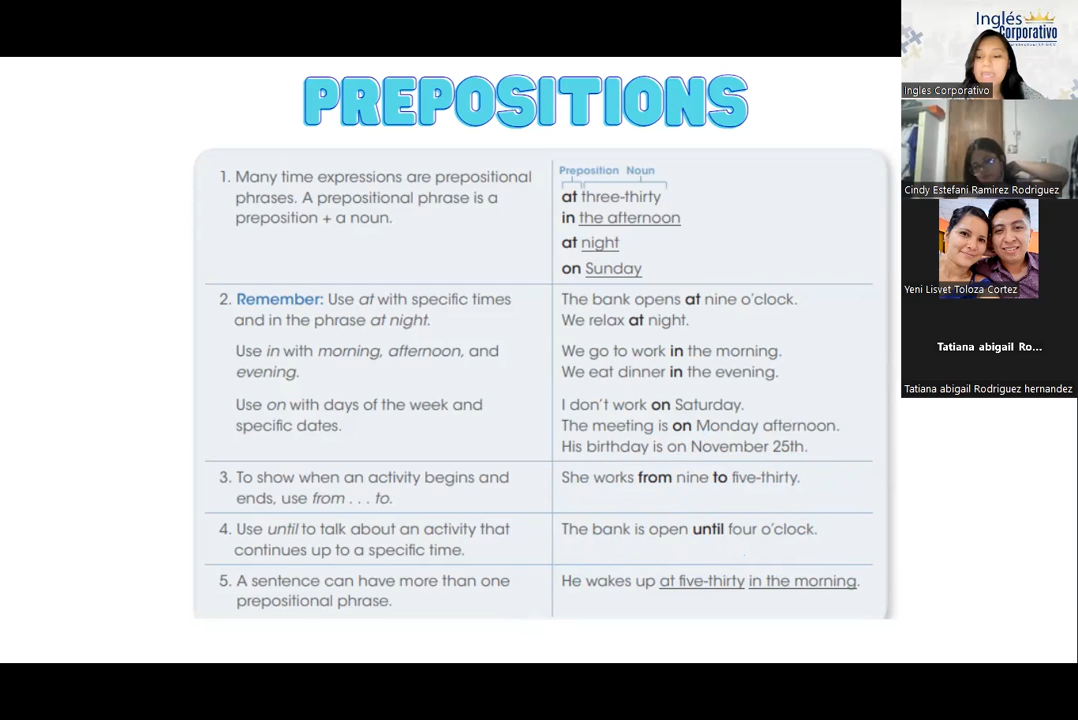 PREPOSITIONS
1. Many time expressions are prepositional
phrases. A prepositional phrase is a
preposition + a noun.
Preposition Noun
at three-thirty
in the afternoon
at night
on Sunday
2. Remember: Use at with specific times
and in the phrase at night.
The bank opens at nine o'clock.
We relax at night.
Use in with morning, afternoon, and
evening.
We go to work in the morning.
We eat dinner in the evening.
Use on with days of the week and
specific dates.
I don't work on Saturday.
The meeting is on Monday afternoon.
His birthday is on November 25th.
3. To show when an activity begins and
ends, use from . . . to.
She works from nine to five-thirty.
4. Use until to talk about an activity that
continues up to a specific time.
The bank is open until four o'clock.
5. A sentence can have more than one
prepositional phrase.
He wakes up at five-thirty in the morning.
Inglés
Corporativo
Ingles Corporativo
Cindy Estefani Ramirez Rodriguez
Yeni Lisvet Toloza Cortez
Tatiana abigail Ro...
Tatiana abigail Rodriguez hernandez